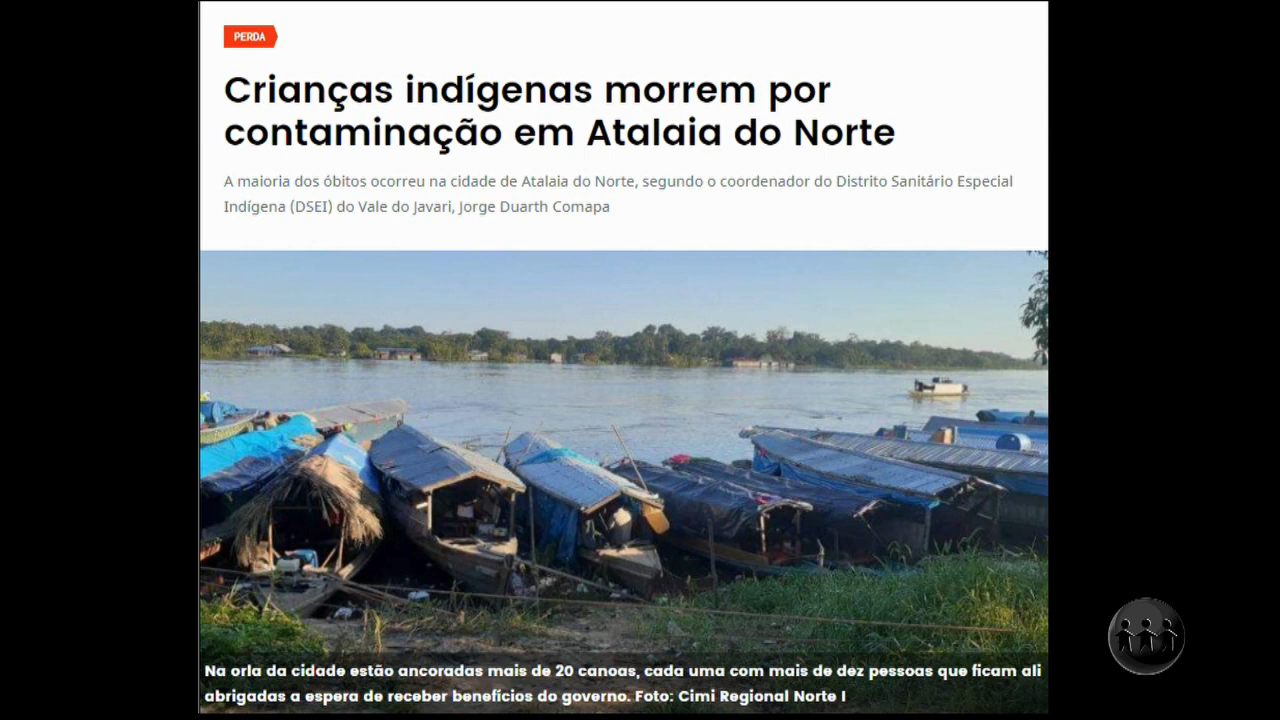 PERDA
Crianças indígenas morrem por
contaminação em Atalaia do Norte
A maioria dos óbitos ocorreu na cidade de Atalaia do Norte, segundo o coordenador do Distrito Sanitário Especial
Indígena (DSEI) do Vale do Javari, Jorge Duarth Comapa
Na orla da cidade estão ancoradas mais de 20 canoas, cada uma com mais de dez pessoas que ficam ali
abrigadas a espera de receber benefícios do governo. Foto: Cimi Regional Norte I